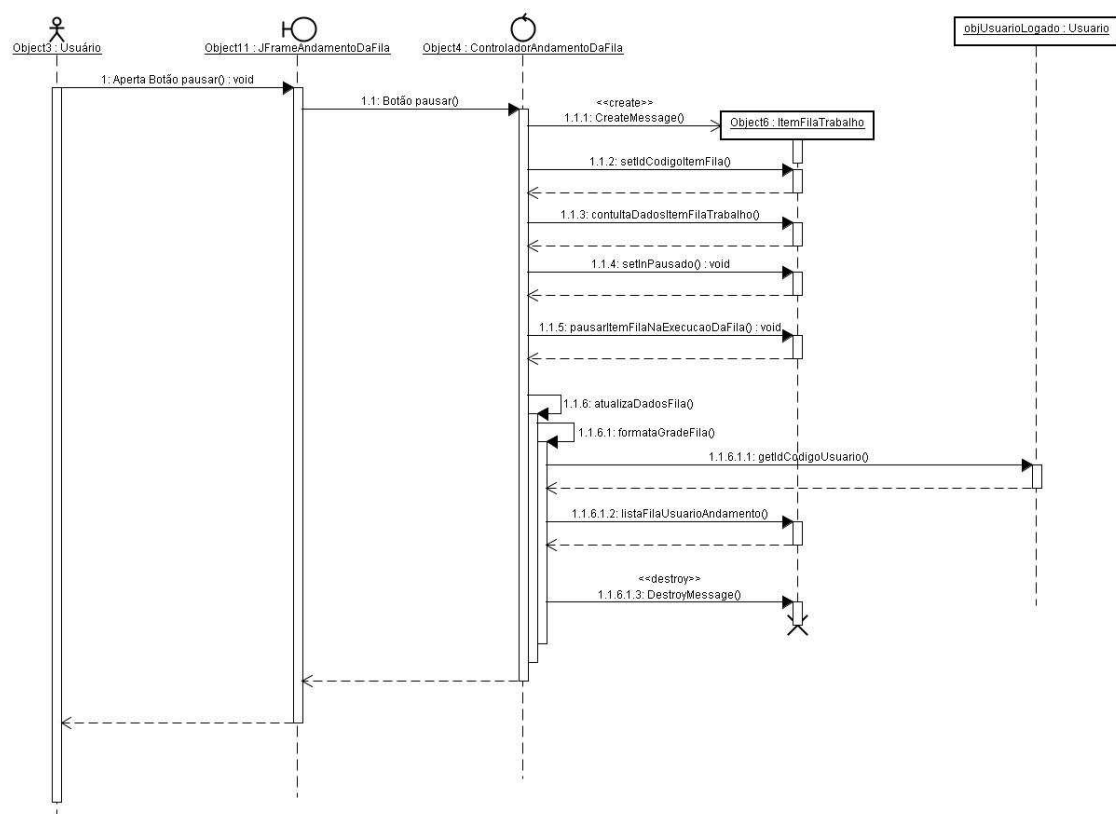 Object3 : Usuário
Object11 : JFrameAndamentoDaFila
Object4 : ControladorAndamentoDaFila
objUsuarioLogado : Usuario
1: Aperta Botão pausar() : void
1.1: Botão pausar()
<<create>>
1.1.1: CreateMessage()
Object6 : ItemFilaTrabalho
1.1.2: setIdCodigoItemFila()
1.1.3: contultaDadosItemFilaTrabalho()
1.1.4: setInPausado() : void
1.1.5: pausarItemFilaNaExecucaoDaFila() : void
1.1.6: atualizaDadosFila()
1.1.6.1: formataGradeFila()
1.1.6.1.1: getIdCodigoUsuario()
1.1.6.1.2: listaFilaUsuarioAndamento()
<<destroy>>
1.1.6.1.3: DestroyMessage()